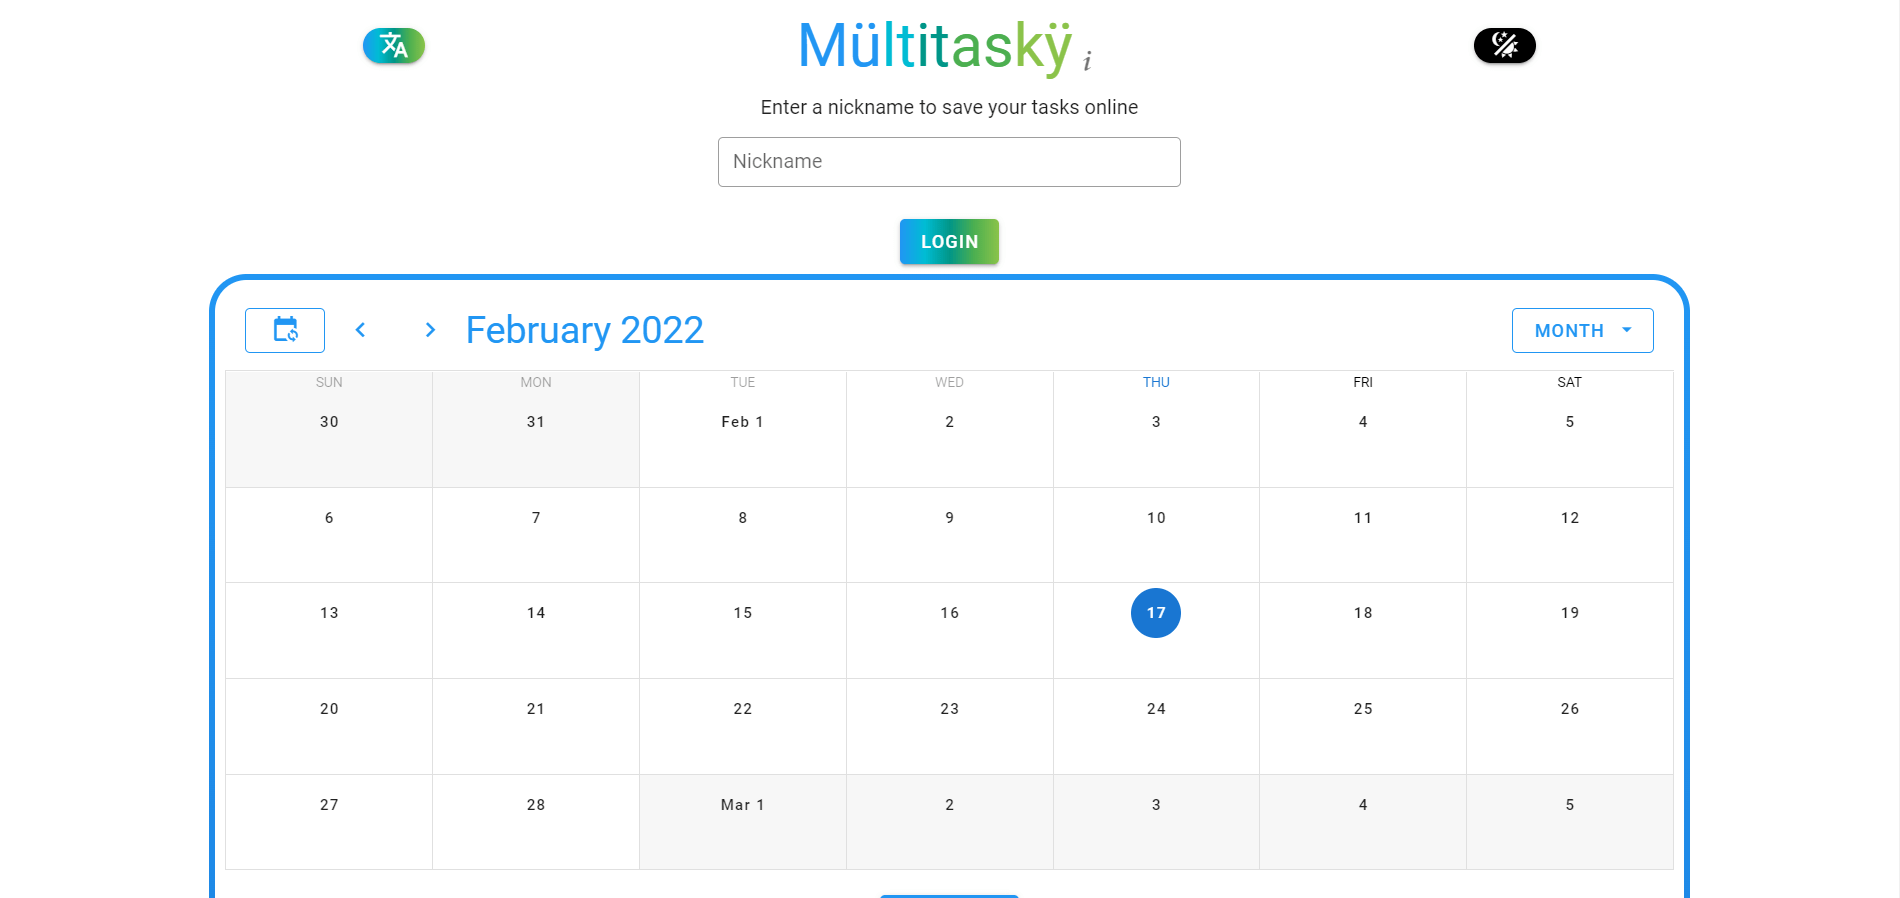 Mültitaskÿ i
Enter a nickname to save your tasks online
Nickname
LOGIN
February 2022
MONTH
SUN MON TUE WED THU FRI SAT
30 31 Feb 1 2 3 4 5
6 7 8 9 10 11 12
13 14 15 16 17 18 19
20 21 22 23 24 25 26
27 28 Mar 1 2 3 4 5